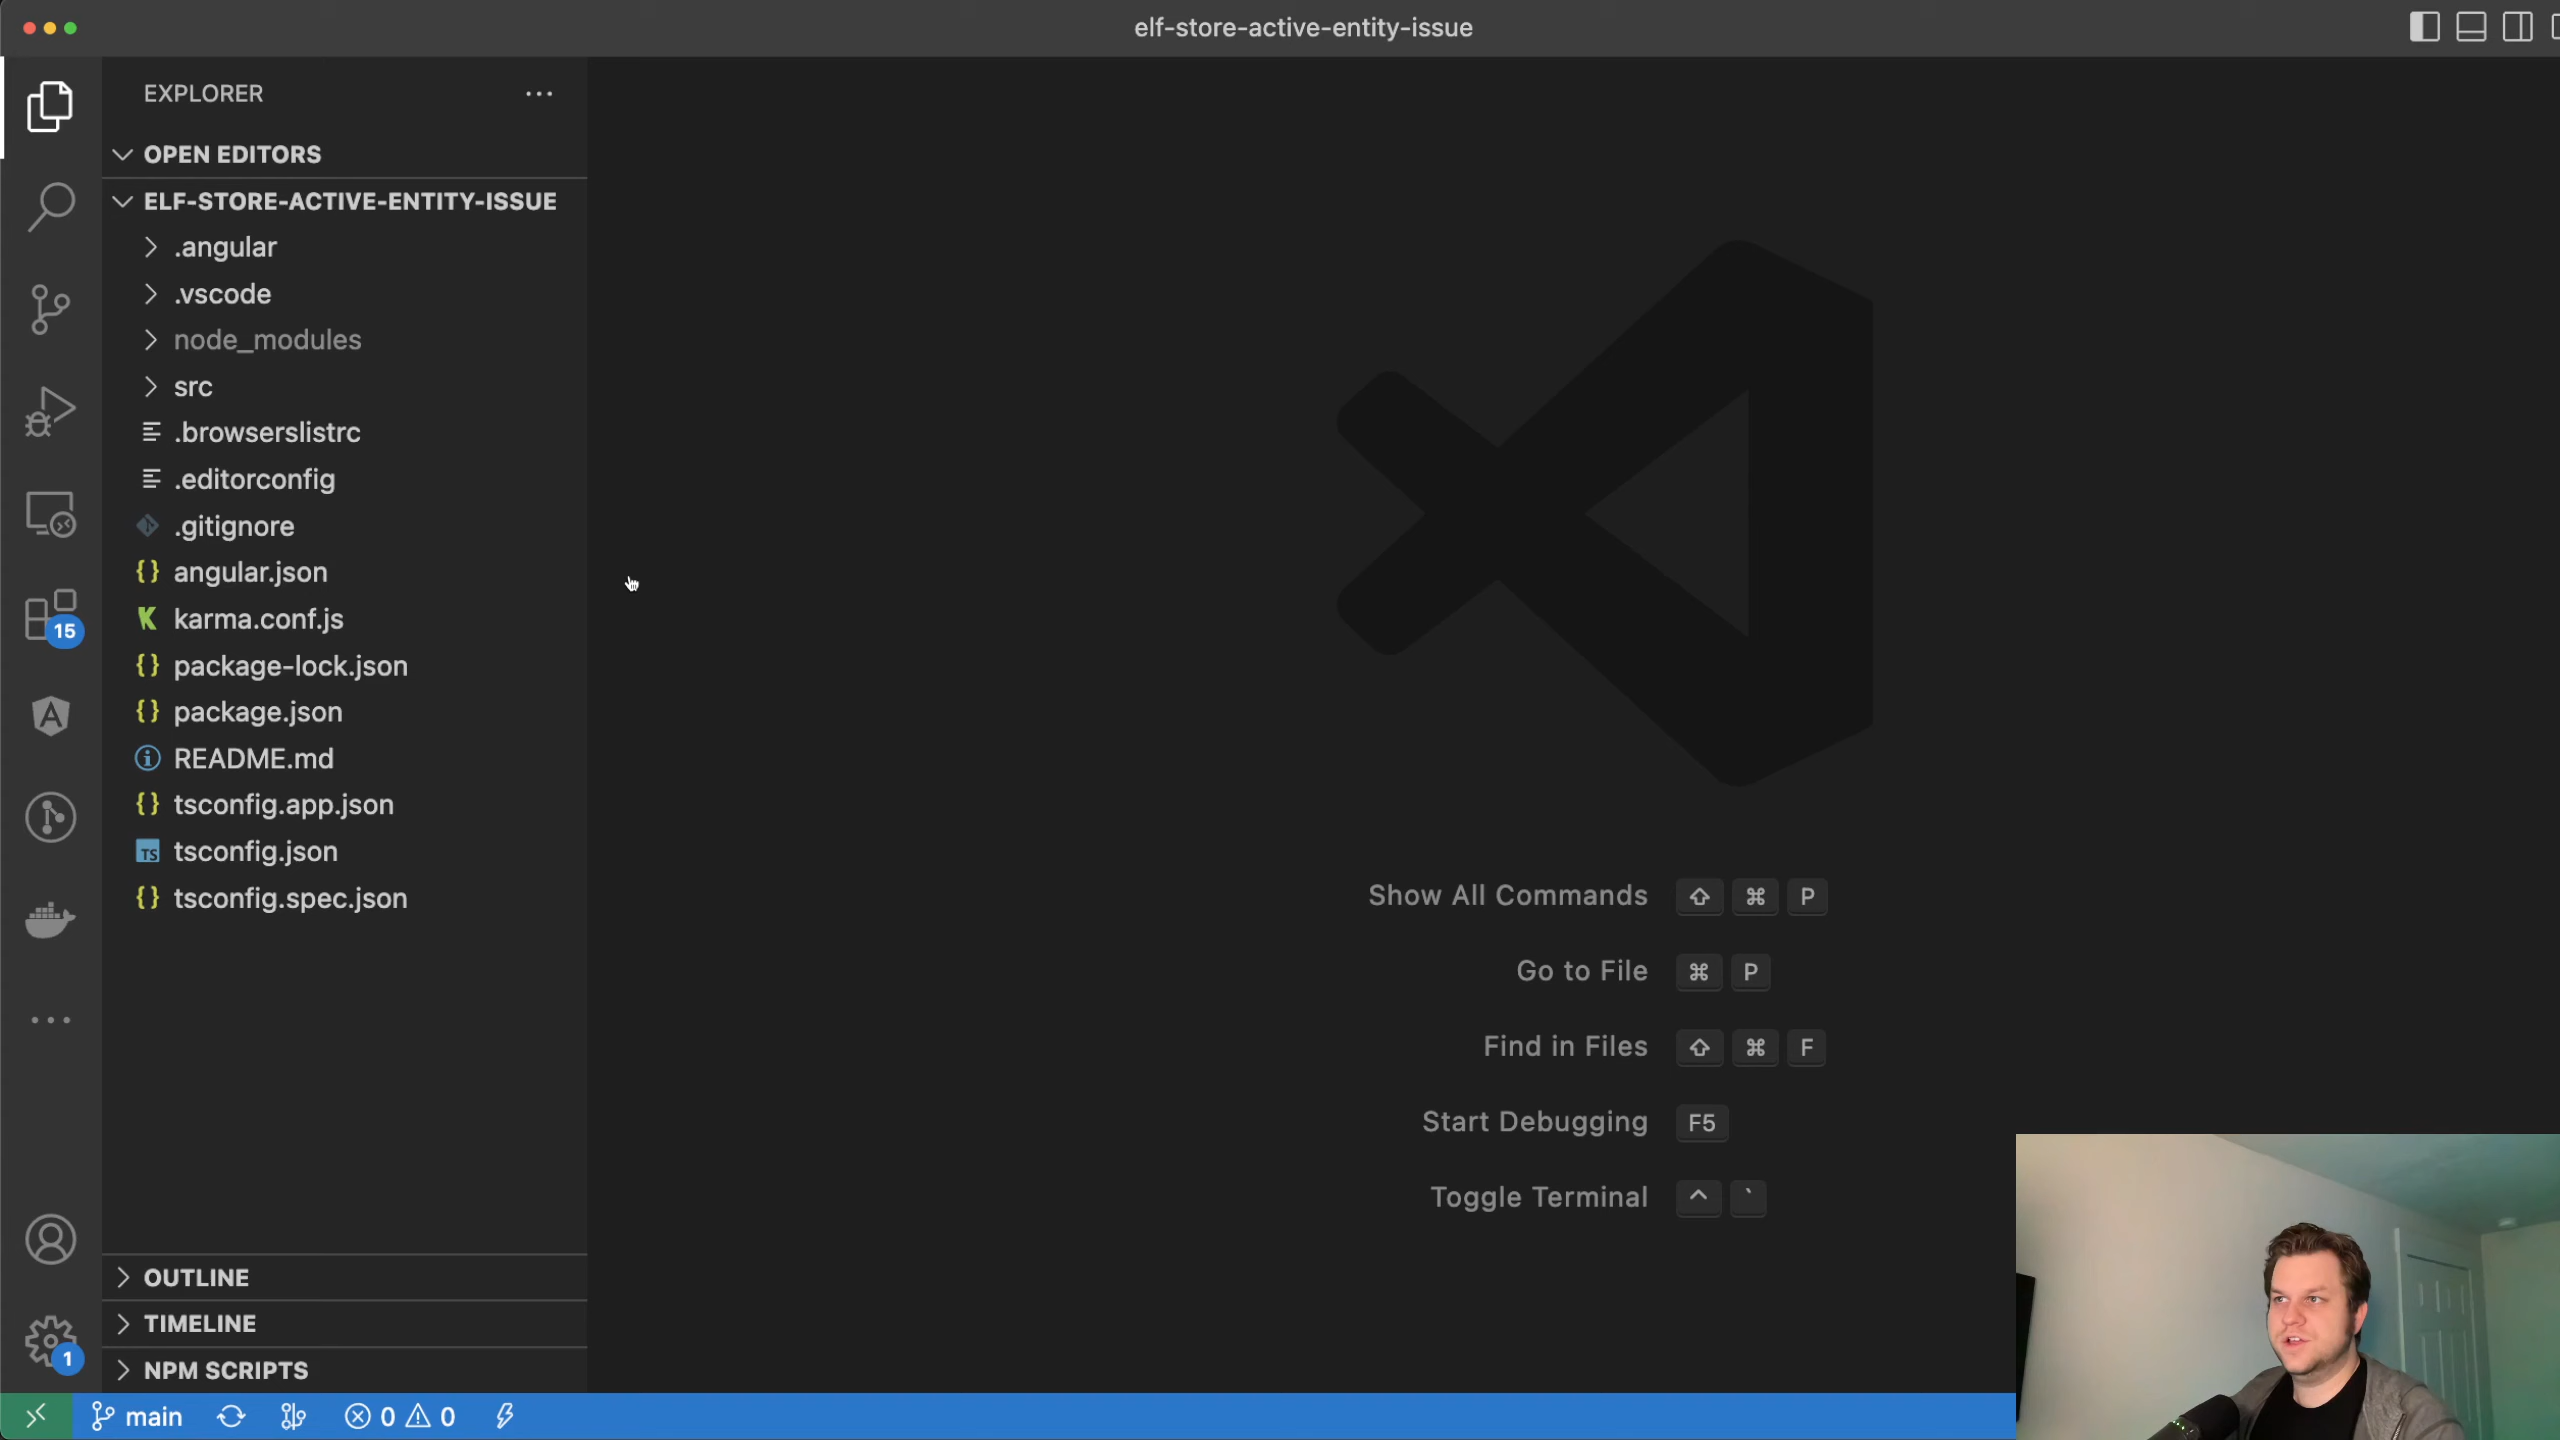 elf-store-active-entity-issue
EXPLORER
OPEN EDITORS
ELF-STORE-ACTIVE-ENTITY-ISSUE
.angular
.vscode
node_modules
src
.browserslistrc
.editorconfig
.gitignore
{} angular.json
karma.conf.js
{} package-lock.json
{} package.json
README.md
{} tsconfig.app.json
TS tsconfig.json
{} tsconfig.spec.json
15
Show All Commands ⇧ ⌘ P
Go to File ⌘ P
Find in Files ⇧ ⌘ F
Start Debugging F5
Toggle Terminal ^ `
OUTLINE
TIMELINE
NPM SCRIPTS
1
main 0 0